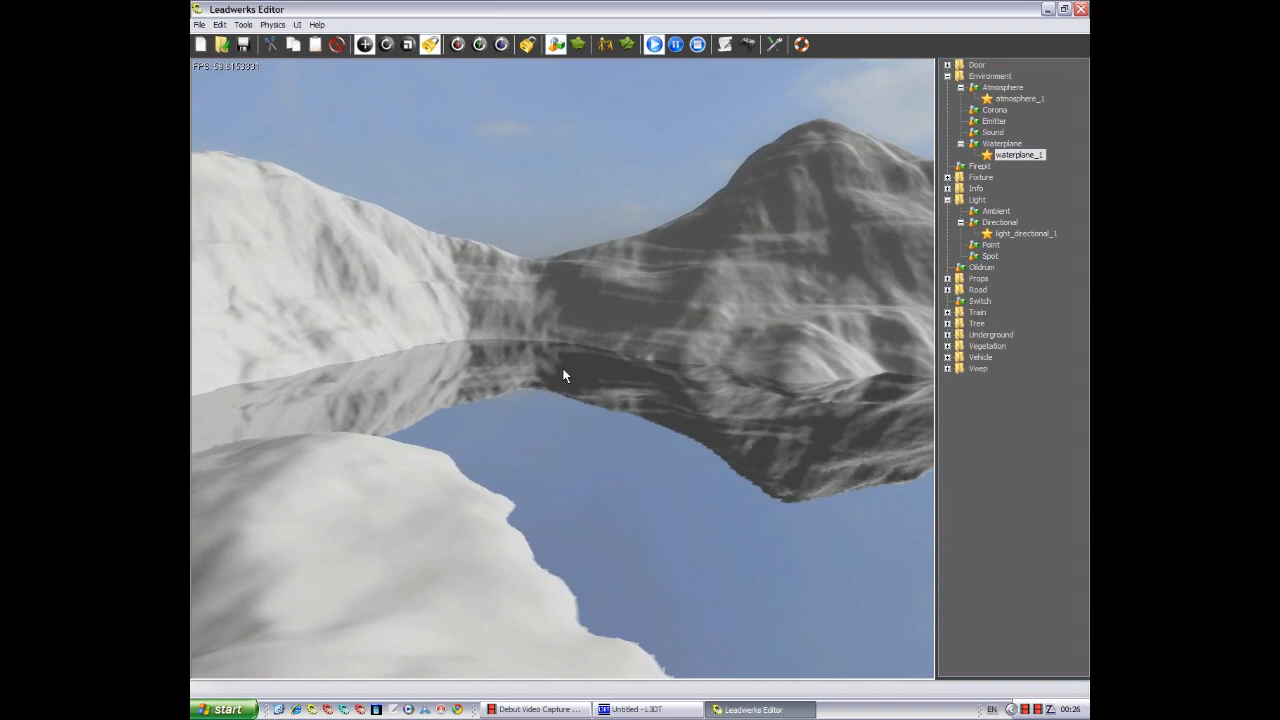 Leadwerks Editor
File Edit Tools Physics UI Help
Door
Environment
Atmosphere
atmosphere_1
Corona
Emitter
Sound
Waterplane
waterplane_1
Firepit
Fixture
Info
Light
Ambient
Directional
light_directional_1
Point
Spot
Oildrum
Props
Road
Switch
Train
Tree
Underground
Vegetation
Vehicle
Vwep
start
Debut Video Capture ...
Untitled - L3DT
Leadwerks Editor
EN
00:26